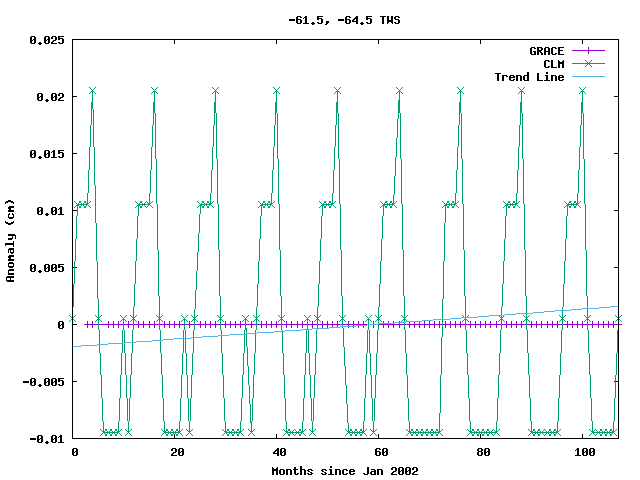 -61.5, -64.5 TWS
GRACE
CLM
Trend Line
0.025
0.02
0.015
0.01
0.005
0
-0.005
-0.01
Anomaly (cm)
0 20 40 60 80 100
Months since Jan 2002